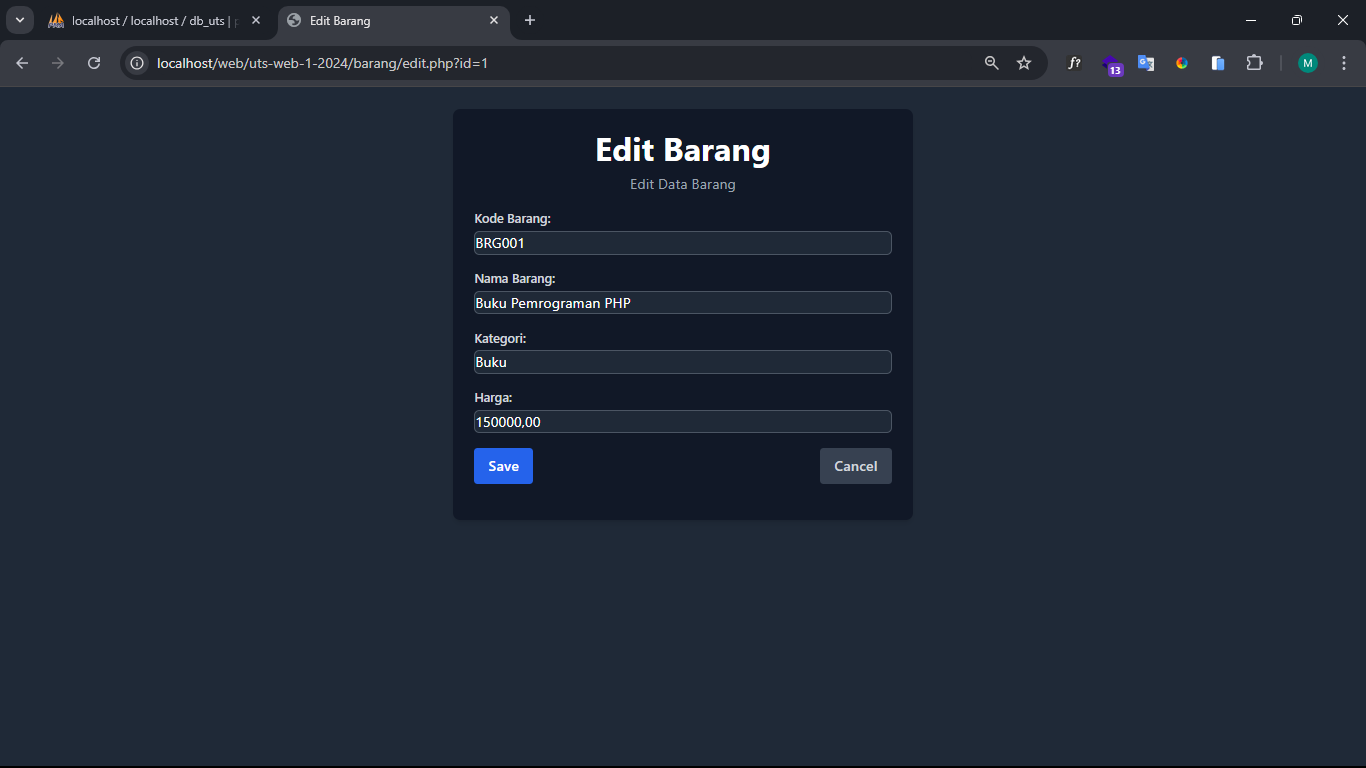 localhost / localhost / db_uts |
Edit Barang
localhost/web/uts-web-1-2024/barang/edit.php?id=1
f?
13
M
Edit Barang
Edit Data Barang
Kode Barang:
BRG001
Nama Barang:
Buku Pemrograman PHP
Kategori:
Buku
Harga:
150000,00
Save
Cancel